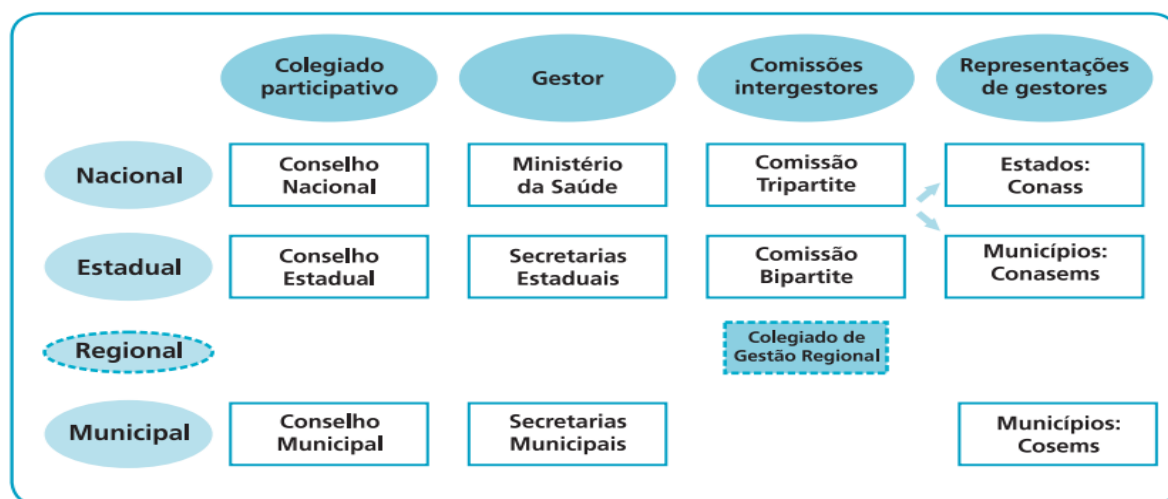 Colegiado
participativo
Gestor
Comissões
intergestores
Representações
de gestores
Nacional
Conselho
Nacional
Ministério
da Saúde
Comissão
Tripartite
Estados:
Conass
Estadual
Conselho
Estadual
Secretarias
Estaduais
Comissão
Bipartite
Municípios:
Conasems
Regional
Colegiado de
Gestão Regional
Municipal
Conselho
Municipal
Secretarias
Municipais
Municípios:
Cosems